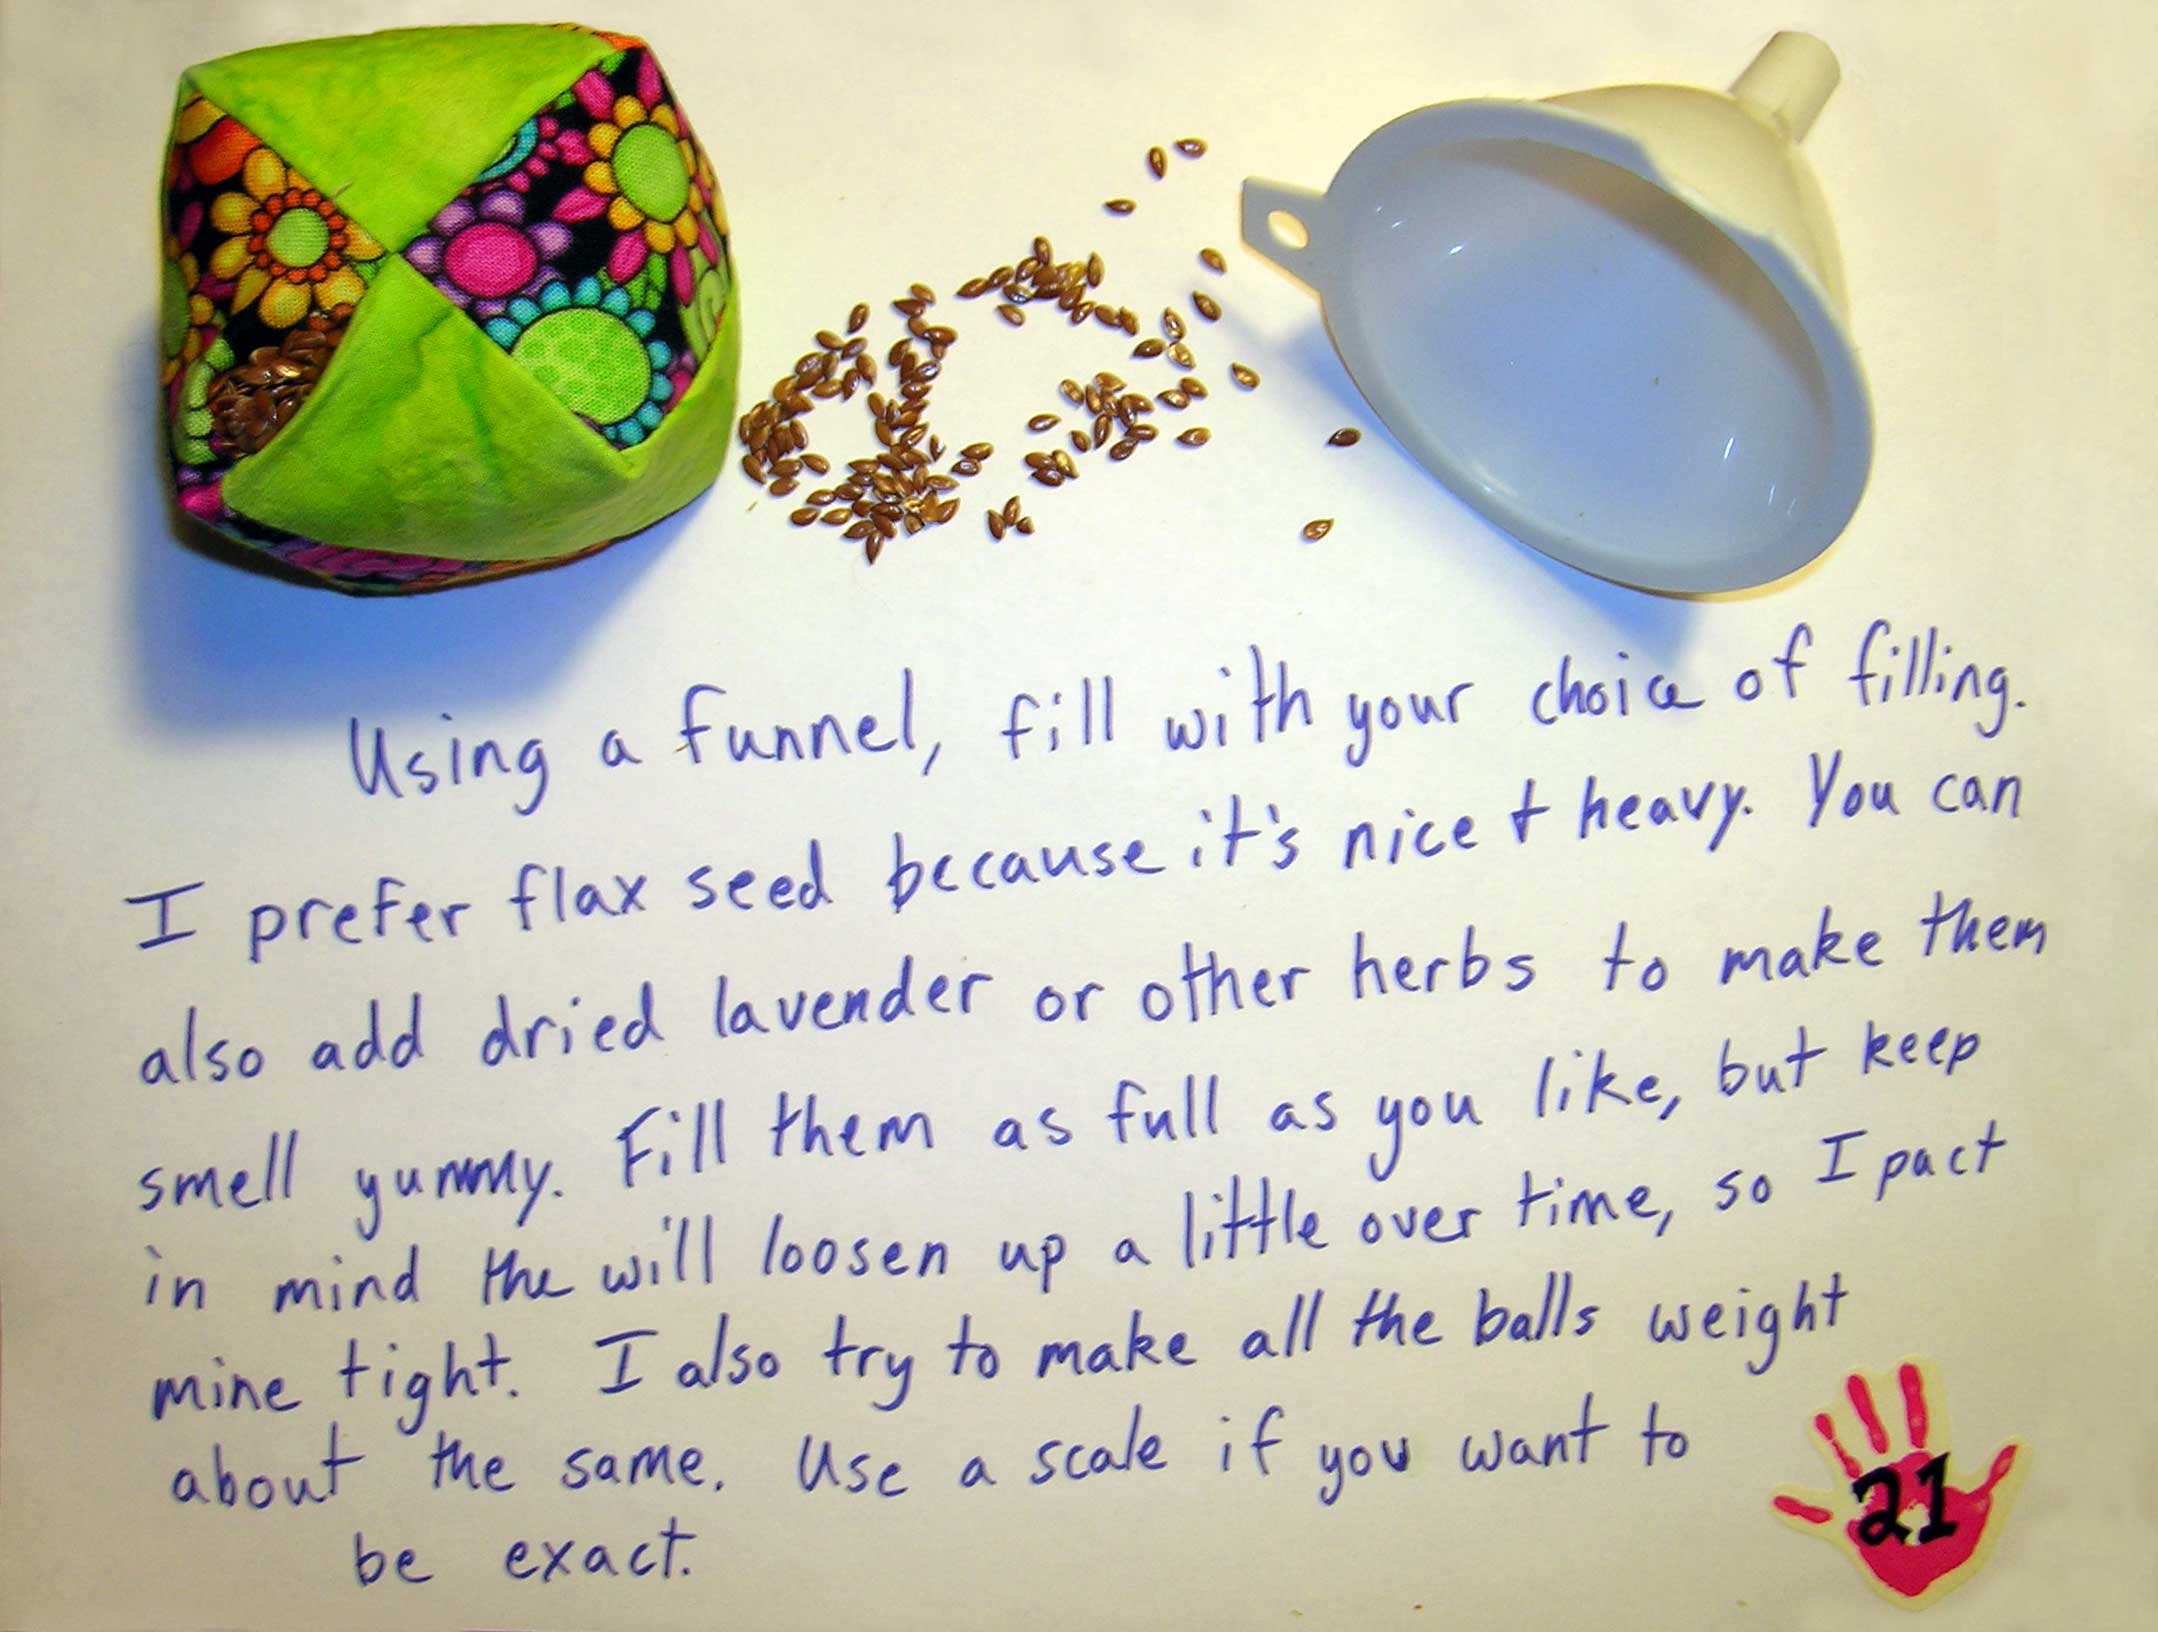 Using a funnel, fill with your choice of filling.
I prefer flax seed because it's nice + heavy. You can
also add dried lavender or other herbs to make them
smell yummy. Fill them as full as you like, but keep
in mind the will loosen up a little over time, so I pact
mine tight. I also try to make all the balls weight
about the same. Use a scale if you want to
be exact.
21